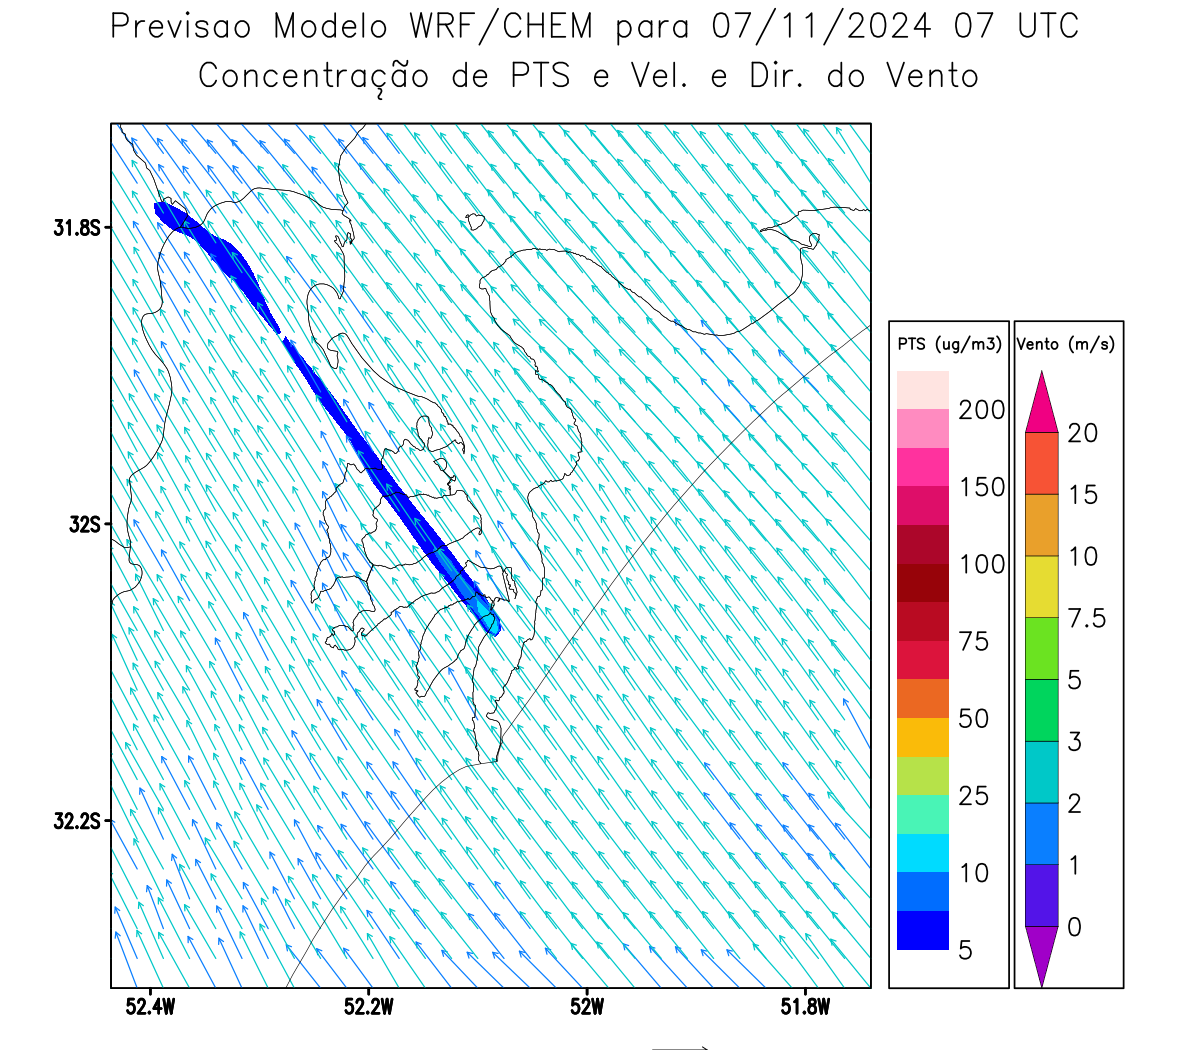 Previsao Modelo WRF/CHEM para 07/11/2024 07 UTC
Concentração de PTS e Vel. e Dir. do Vento
31.8S
32S
32.2S
52.4W 52.2W 52W 51.8W
PTS (ug/m3)
200
150
100
75
50
25
10
5
Vento (m/s)
20
15
10
7.5
5
3
2
1
0